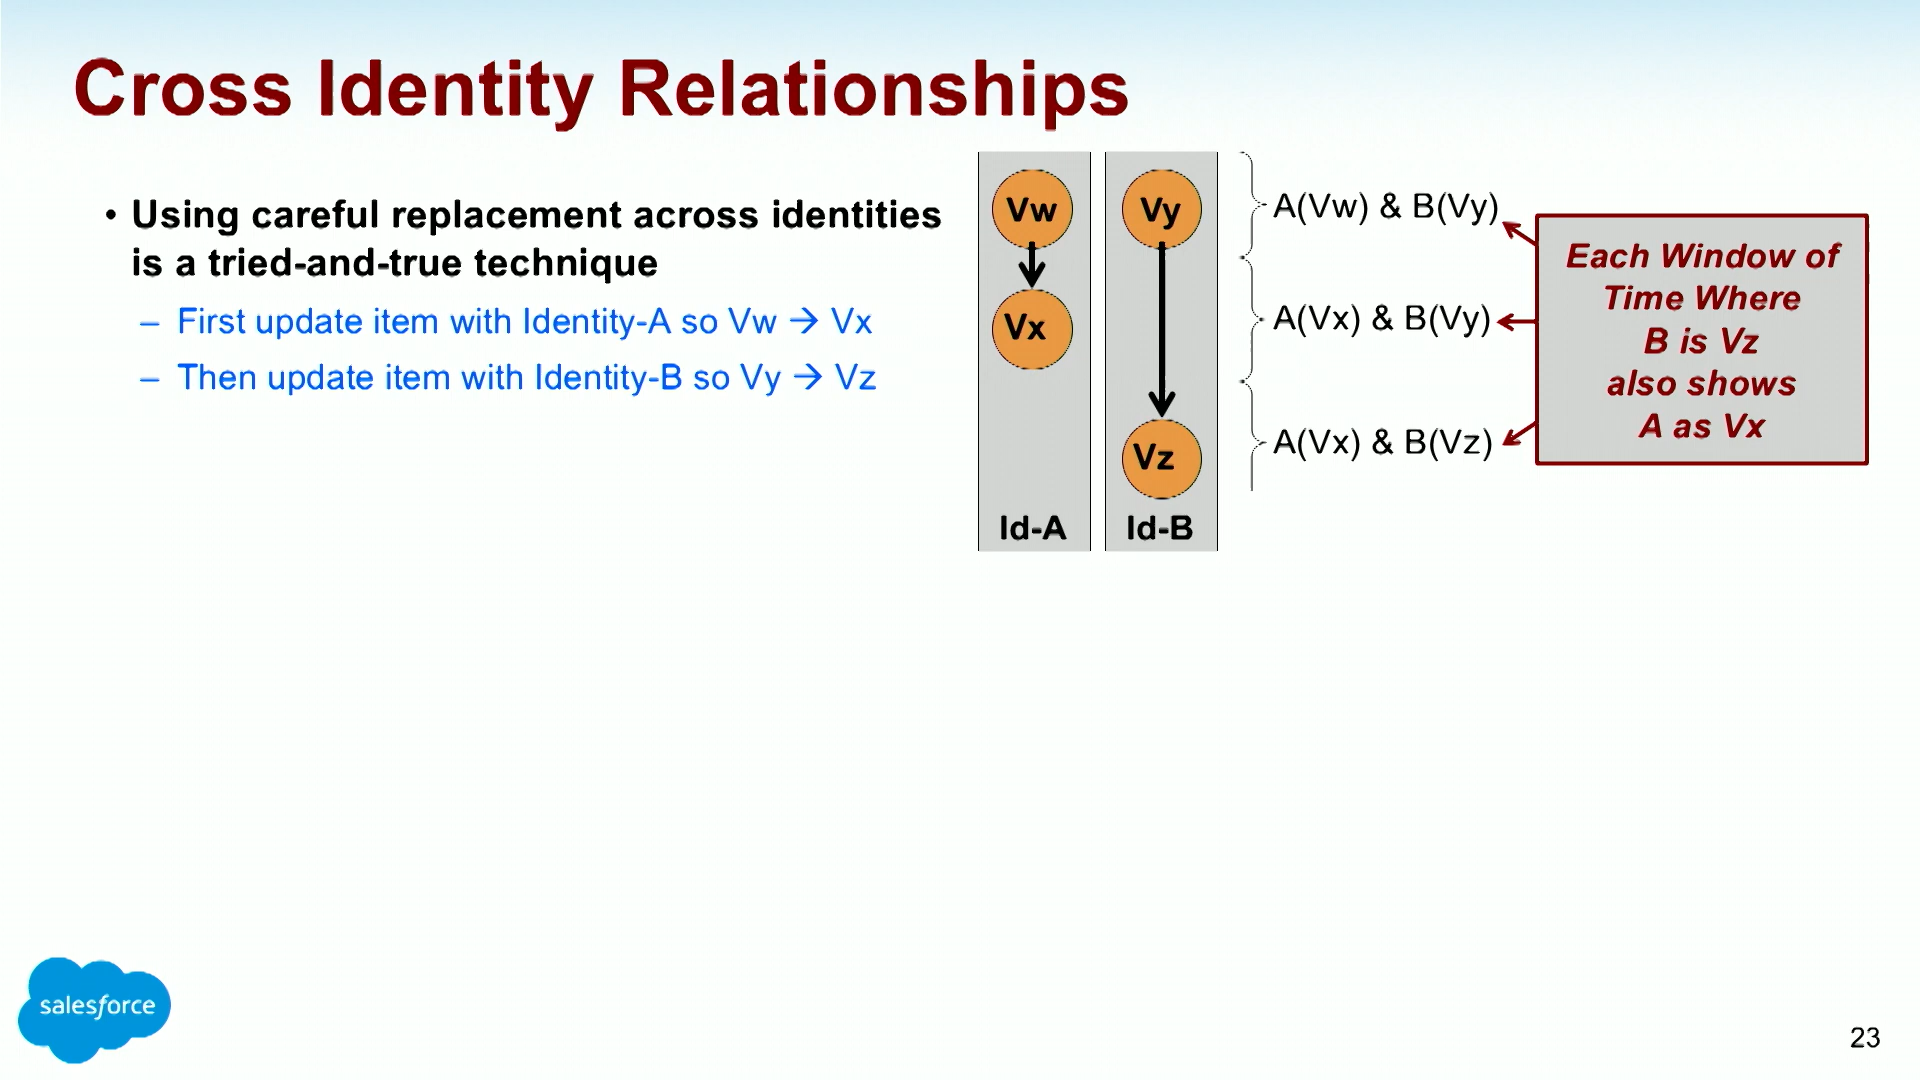 Cross Identity Relationships
• Using careful replacement across identities
is a tried-and-true technique
– First update item with Identity-A so Vw → Vx
– Then update item with Identity-B so Vy → Vz
Vw
Vx
Id-A
Vy
Vz
Id-B
A(Vw) & B(Vy)
A(Vx) & B(Vy)
A(Vx) & B(Vz)
Each Window of
Time Where
B is Vz
also shows
A as Vx
salesforce
23